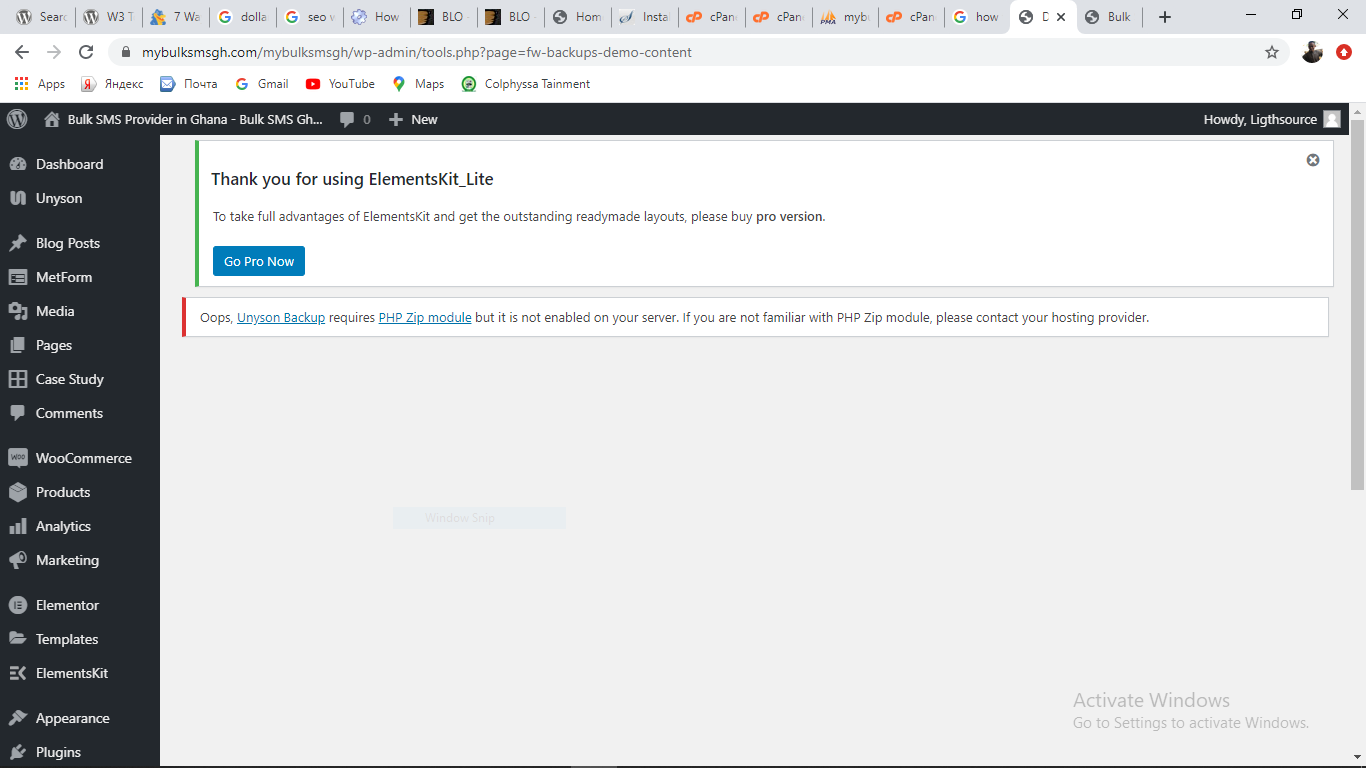 Searc
W3 T
7 Wa
dolla
seo v
How
BLO
BLO
Hom
Instal
cPan
cPan
mybu
cPan
how
D
Bulk
mybulksmsgh.com/mybulksmsgh/wp-admin/tools.php?page=fw-backups-demo-content
Apps Яндекс Почта Gmail YouTube Maps Colphyssa Tainment
Bulk SMS Provider in Ghana - Bulk SMS Gh... 0 New Howdy, Ligthsource
Dashboard
Unyson
Blog Posts
MetForm
Media
Pages
Case Study
Comments
WooCommerce
Products
Analytics
Marketing
Elementor
Templates
ElementsKit
Appearance
Plugins
Thank you for using ElementsKit_Lite
To take full advantages of ElementsKit and get the outstanding readymade layouts, please buy pro version.
Go Pro Now
Oops, Unyson Backup requires PHP Zip module but it is not enabled on your server. If you are not familiar with PHP Zip module, please contact your hosting provider.
Window Snip
Activate Windows
Go to Settings to activate Windows.